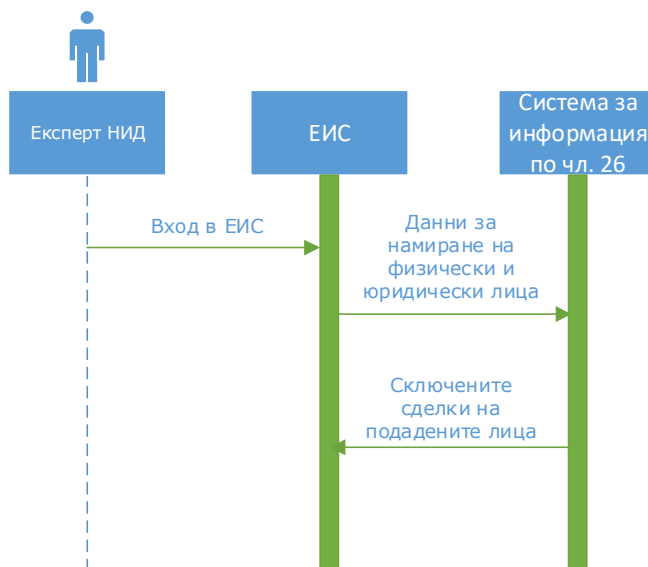 Експерт НИД
ЕИС
Система за
информация
по чл. 26
Вход в ЕИС
Данни за
намиране на
физически и
юридически лица
Сключените
сделки на
подадените лица